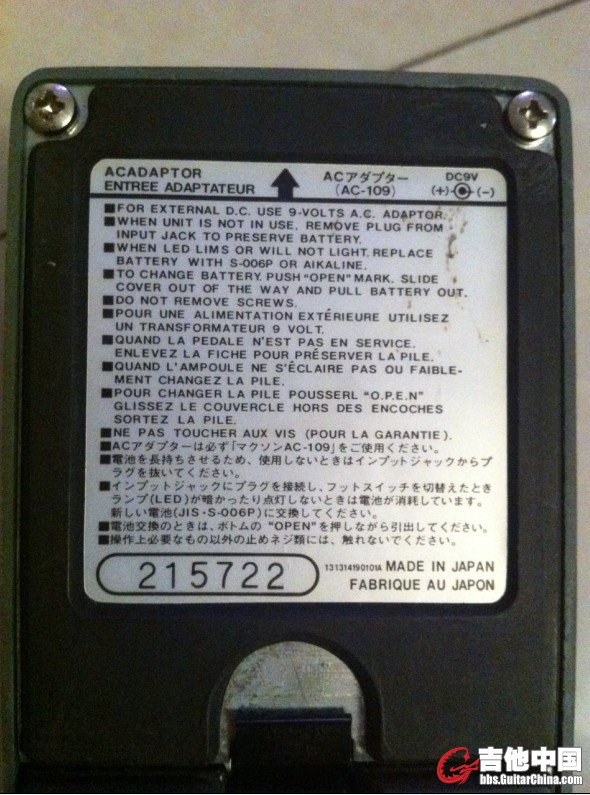 ACADAPTOR
ENTREE ADAPTATEUR
ACアダプター
(AC-109)
DC9V
(+) (-)
■FOR EXTERNAL D.C. USE 9-VOLTS A.C. ADAPTOR.
■WHEN UNIT IS NOT IN USE, REMOVE PLUG FROM
INPUT JACK TO PRESERVE BATTERY.
■WHEN LED LIMS OR WILL NOT LIGHT. REPLACE
BATTERY WITH S-006P OR AIKALINE.
■TO CHANGE BATTERY. PUSH "OPEN" MARK. SLIDE
COVER OUT OF THE WAY AND PULL BATTERY OUT.
■DO NOT REMOVE SCREWS.
■POUR UNE ALIMENTATION EXTÉRIEURE UTILISEZ
UN TRANSFORMATEUR 9 VOLT.
■QUAND LA PEDALE N'EST PAS EN SERVICE.
ENLEVEZ LA FICHE POUR PRÉSERVER LA PILE.
■QUAND L'AMPOULE NE S'ÉCLAIRE PAS OU FAIBLE-
MENT CHANGEZ LA PILE.
■POUR CHANGER LA PILE POUSSERL "O.P.E.N"
GLISSEZ LE COUVERCLE HORS DES ENCOCHES
SORTEZ LA PILE.
■NE PAS TOUCHER AUX VIS (POUR LA GARANTIE).
■ACアダプターは必ず「マクソンAC-109」をご使用ください。
■電池を長持ちさせるため、使用しないときはインプットジャックからプ
ラグを抜いてください。
■インプットジャックにプラグを接続し、フットスイッチを切替えたとき
ランプ(LED)が暗かったり点灯しないときは電池が消耗しています。
新しい電池(JIS・S-006P)に交換してください。
■電池交換のときは、ボトムの"OPEN"を押しながら引出してください。
■操作上必要なもの以外の止めネジ類には、触れないでください。
215722
131314190101A MADE IN JAPAN
FABRIQUE AU JAPON
吉他中国
bbs.GuitarChina.com